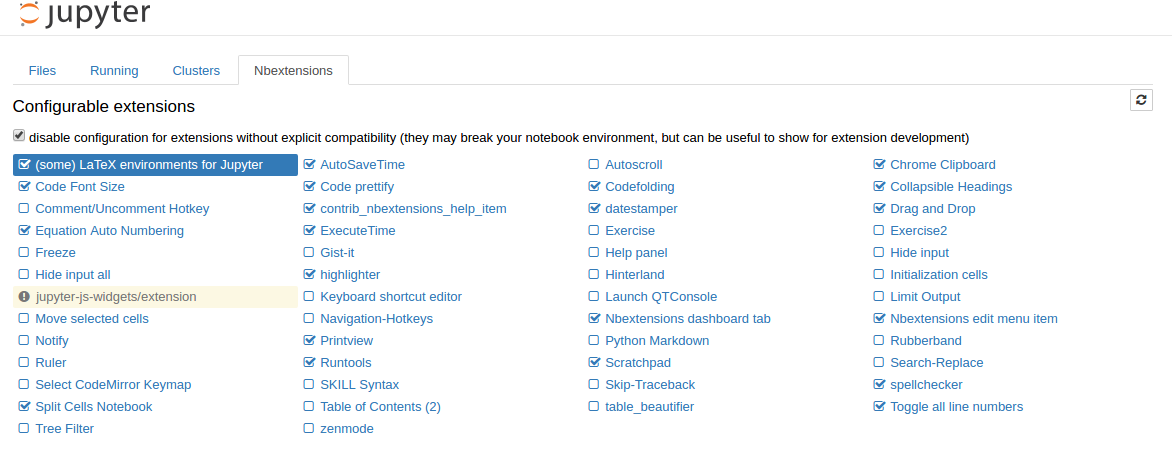 jupyter
Files Running Clusters Nbextensions
Configurable extensions
disable configuration for extensions without explicit compatibility (they may break your notebook environment, but can be useful to show for extension development)
(some) LaTeX environments for Jupyter AutoSaveTime Autoscroll Chrome Clipboard
Code Font Size Code prettify Codefolding Collapsible Headings
Comment/Uncomment Hotkey contrib_nbextensions_help_item datestamper Drag and Drop
Equation Auto Numbering ExecuteTime Exercise Exercise2
Freeze Gist-it Help panel Hide input
Hide input all highlighter Hinterland Initialization cells
jupyter-js-widgets/extension Keyboard shortcut editor Launch QTConsole Limit Output
Move selected cells Navigation-Hotkeys Nbextensions dashboard tab Nbextensions edit menu item
Notify Printview Python Markdown Rubberband
Ruler Runtools Scratchpad Search-Replace
Select CodeMirror Keymap SKILL Syntax Skip-Traceback spellchecker
Split Cells Notebook Table of Contents (2) table_beautifier Toggle all line numbers
Tree Filter zenmode